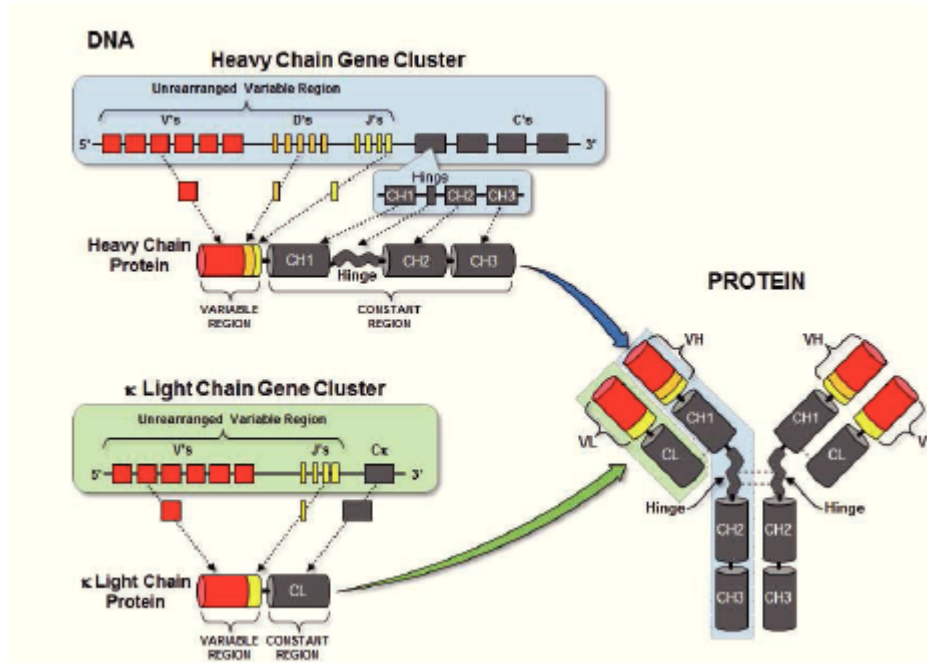 DNA
Heavy Chain Gene Cluster
Unrearranged Variable Region
V's
D's
J's
C's
5'
3'
Hinge
CH1
CH2
CH3
Heavy Chain
Protein
CH1
Hinge
CH2
CH3
VARIABLE
REGION
CONSTANT
REGION
κ Light Chain Gene Cluster
Unrearranged Variable Region
V's
J's
Cκ
5'
3'
κ Light Chain
Protein
CL
VARIABLE
REGION
CONSTANT
REGION
PROTEIN
VH
VH
VL
V
CH1
CH1
CL
CL
Hinge
Hinge
CH2
CH2
CH3
CH3